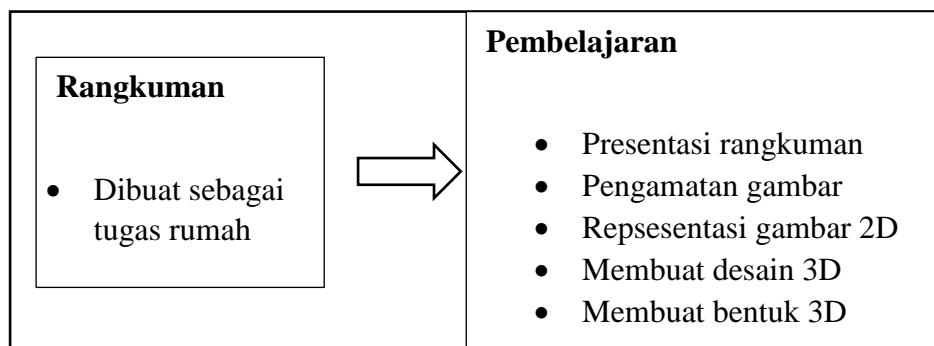 Rangkuman
• Dibuat sebagai
tugas rumah
Pembelajaran
• Presentasi rangkuman
• Pengamatan gambar
• Repsesentasi gambar 2D
• Membuat desain 3D
• Membuat bentuk 3D